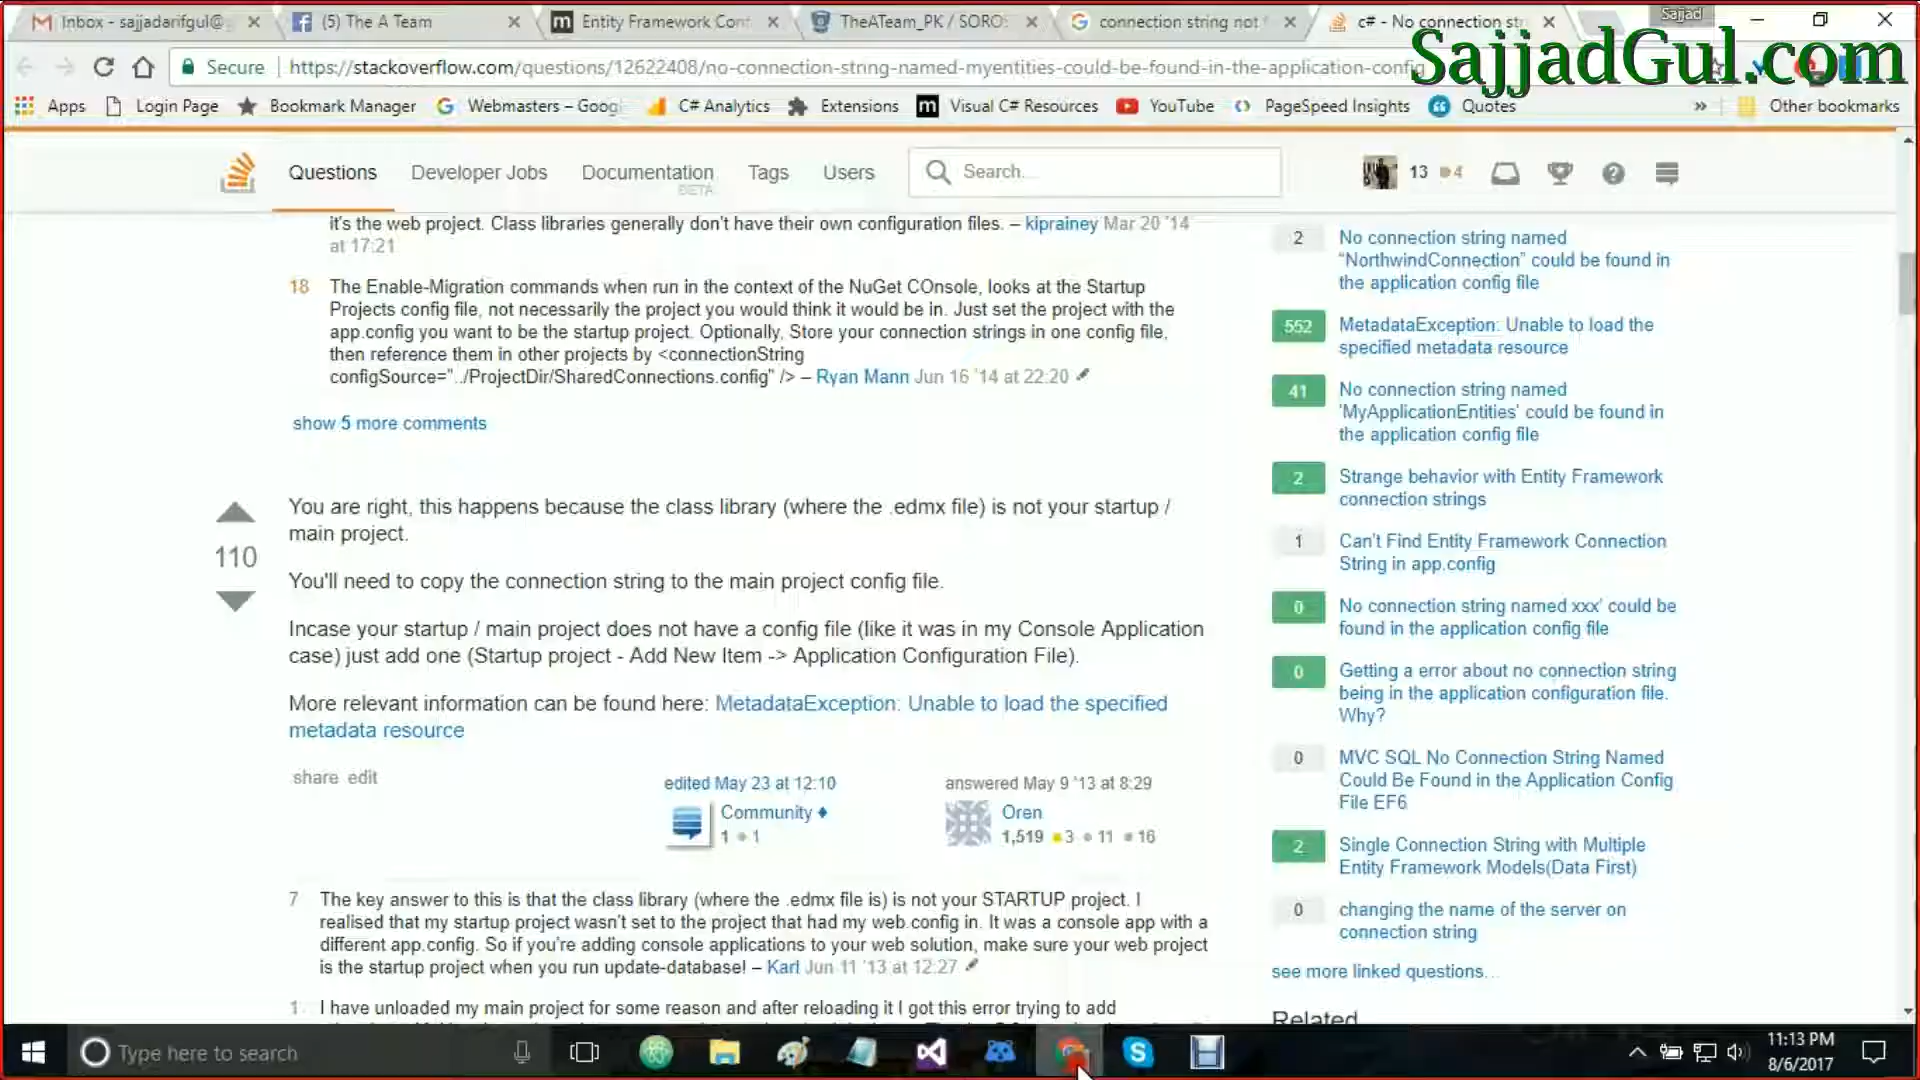 Inbox - sajjadarifgul@
(5) The A Team
Entity Framework Con
TheATeam_PK / SORO
connection string not
c# - No connection str
Sajjad
SajjadGul.com
Secure
https://stackoverflow.com/questions/12622408/no-connection-string-named-myentities-could-be-found-in-the-application-config
Apps
Login Page
Bookmark Manager
Webmasters – Goog
C# Analytics
Extensions
Visual C# Resources
YouTube
PageSpeed Insights
Quotes
»
Other bookmarks
Questions
Developer Jobs
Documentation
BETA
Tags
Users
Search...
13
4
it's the web project. Class libraries generally don't have their own configuration files. – kiprainey Mar 20 '14
at 17:21
18
The Enable-Migration commands when run in the context of the NuGet COnsole, looks at the Startup
Projects config file, not necessarily the project you would think it would be in. Just set the project with the
app.config you want to be the startup project. Optionally, Store your connection strings in one config file,
then reference them in other projects by <connectionString
configSource="../ProjectDir/SharedConnections.config" /> – Ryan Mann Jun 16 '14 at 22:20
show 5 more comments
110
You are right, this happens because the class library (where the .edmx file) is not your startup /
main project.
You'll need to copy the connection string to the main project config file.
Incase your startup / main project does not have a config file (like it was in my Console Application
case) just add one (Startup project - Add New Item -> Application Configuration File).
More relevant information can be found here: MetadataException: Unable to load the specified
metadata resource
share edit
edited May 23 at 12:10
Community ♦
1 1
answered May 9 '13 at 8:29
Oren
1,519 3 11 16
7
The key answer to this is that the class library (where the .edmx file is) is not your STARTUP project. I
realised that my startup project wasn't set to the project that had my web.config in. It was a console app with a
different app.config. So if you're adding console applications to your web solution, make sure your web project
is the startup project when you run update-database! – Karl Jun 11 '13 at 12:27
1
I have unloaded my main project for some reason and after reloading it I got this error trying to add
2
No connection string named
“NorthwindConnection” could be found in
the application config file
552
MetadataException: Unable to load the
specified metadata resource
41
No connection string named
'MyApplicationEntities' could be found in
the application config file
2
Strange behavior with Entity Framework
connection strings
1
Can't Find Entity Framework Connection
String in app.config
0
No connection string named xxx' could be
found in the application config file
0
Getting a error about no connection string
being in the application configuration file.
Why?
0
MVC SQL No Connection String Named
Could Be Found in the Application Config
File EF6
2
Single Connection String with Multiple
Entity Framework Models(Data First)
0
changing the name of the server on
connection string
see more linked questions...
Related
Type here to search
11:13 PM
8/6/2017